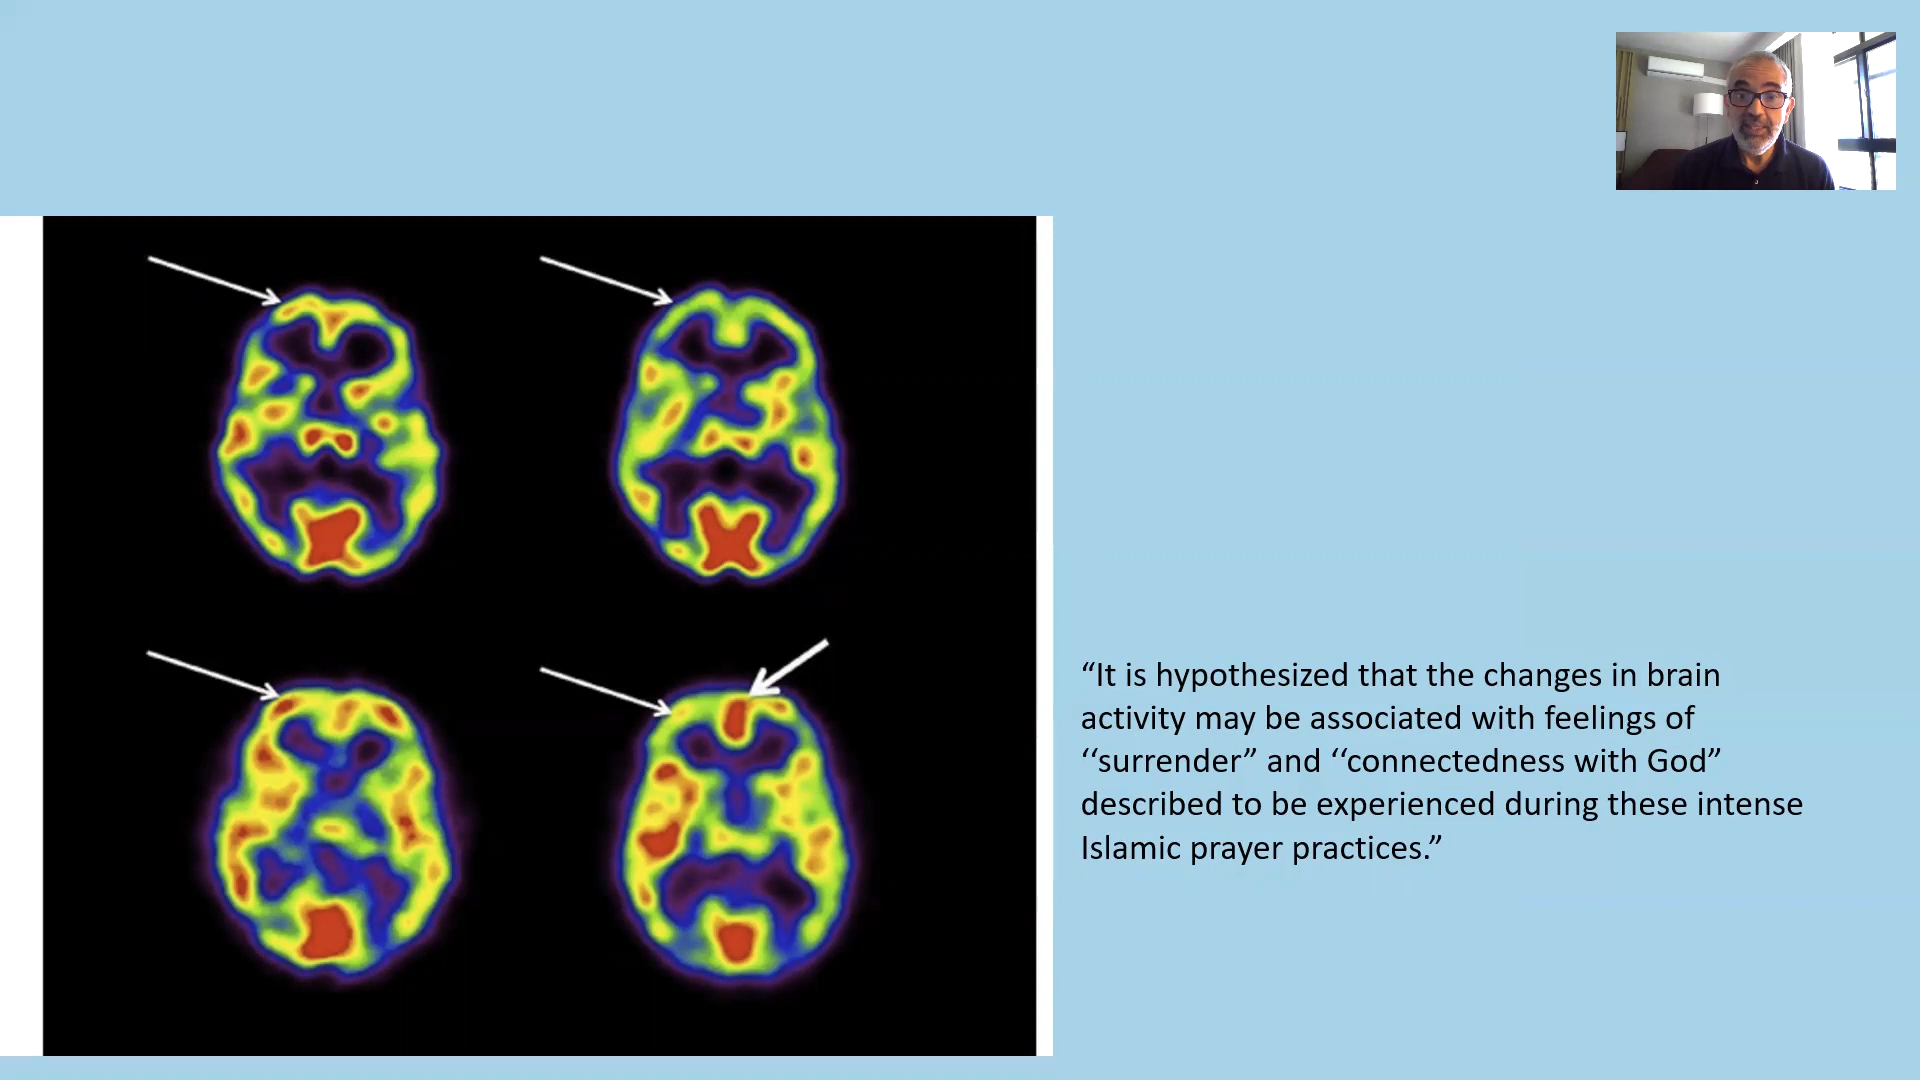 “It is hypothesized that the changes in brain
activity may be associated with feelings of
‘‘surrender” and ‘‘connectedness with God”
described to be experienced during these intense
Islamic prayer practices.”